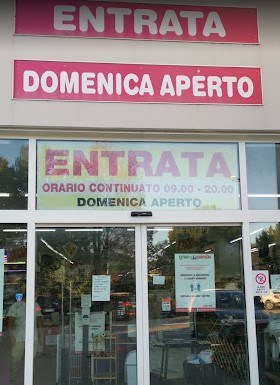 ENTRATA
DOMENICA APERTO
ENTRATA
ORARIO CONTINUATO 09.00 - 20.00
DOMENICA APERTO